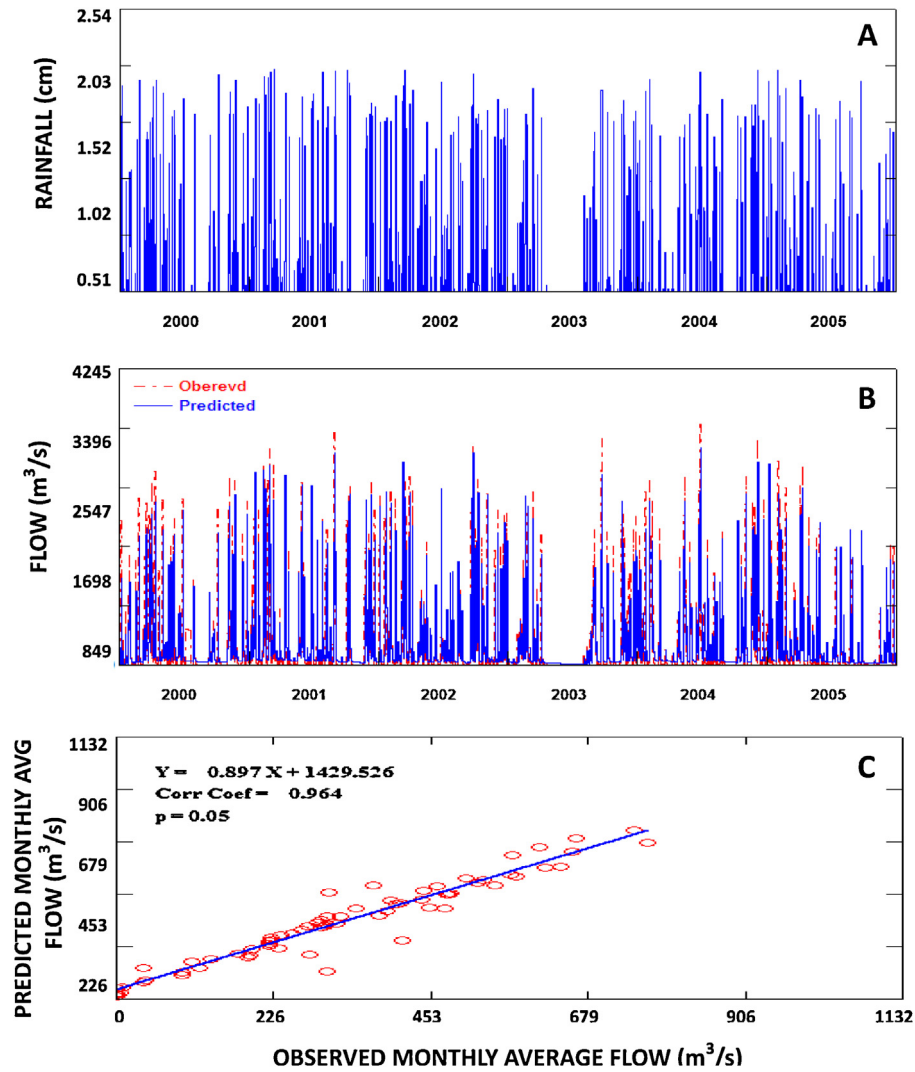 A
RAINFALL (cm)
2.54
2.03
1.52
1.02
0.51
2000 2001 2002 2003 2004 2005
B
FLOW (m³/s)
4245
3396
2547
1698
849
Oberevd
Predicted
2000 2001 2002 2003 2004 2005
C
PREDICTED MONTHLY AVG
FLOW (m³/s)
1132
906
679
453
226
Y = 0.897 X + 1429.526
Corr Coef = 0.964
p = 0.05
0 226 453 679 906 1132
OBSERVED MONTHLY AVERAGE FLOW (m³/s)